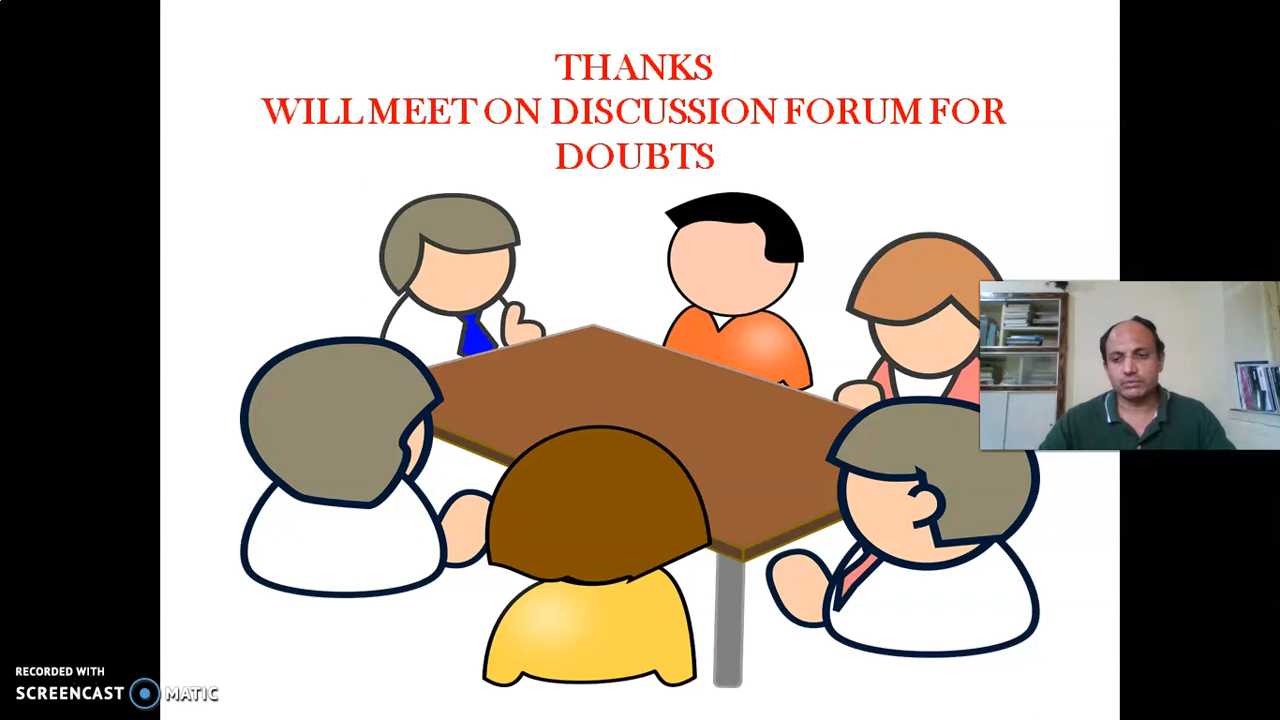 THANKS
WILL MEET ON DISCUSSION FORUM FOR
DOUBTS
RECORDED WITH
SCREENCAST MATIC